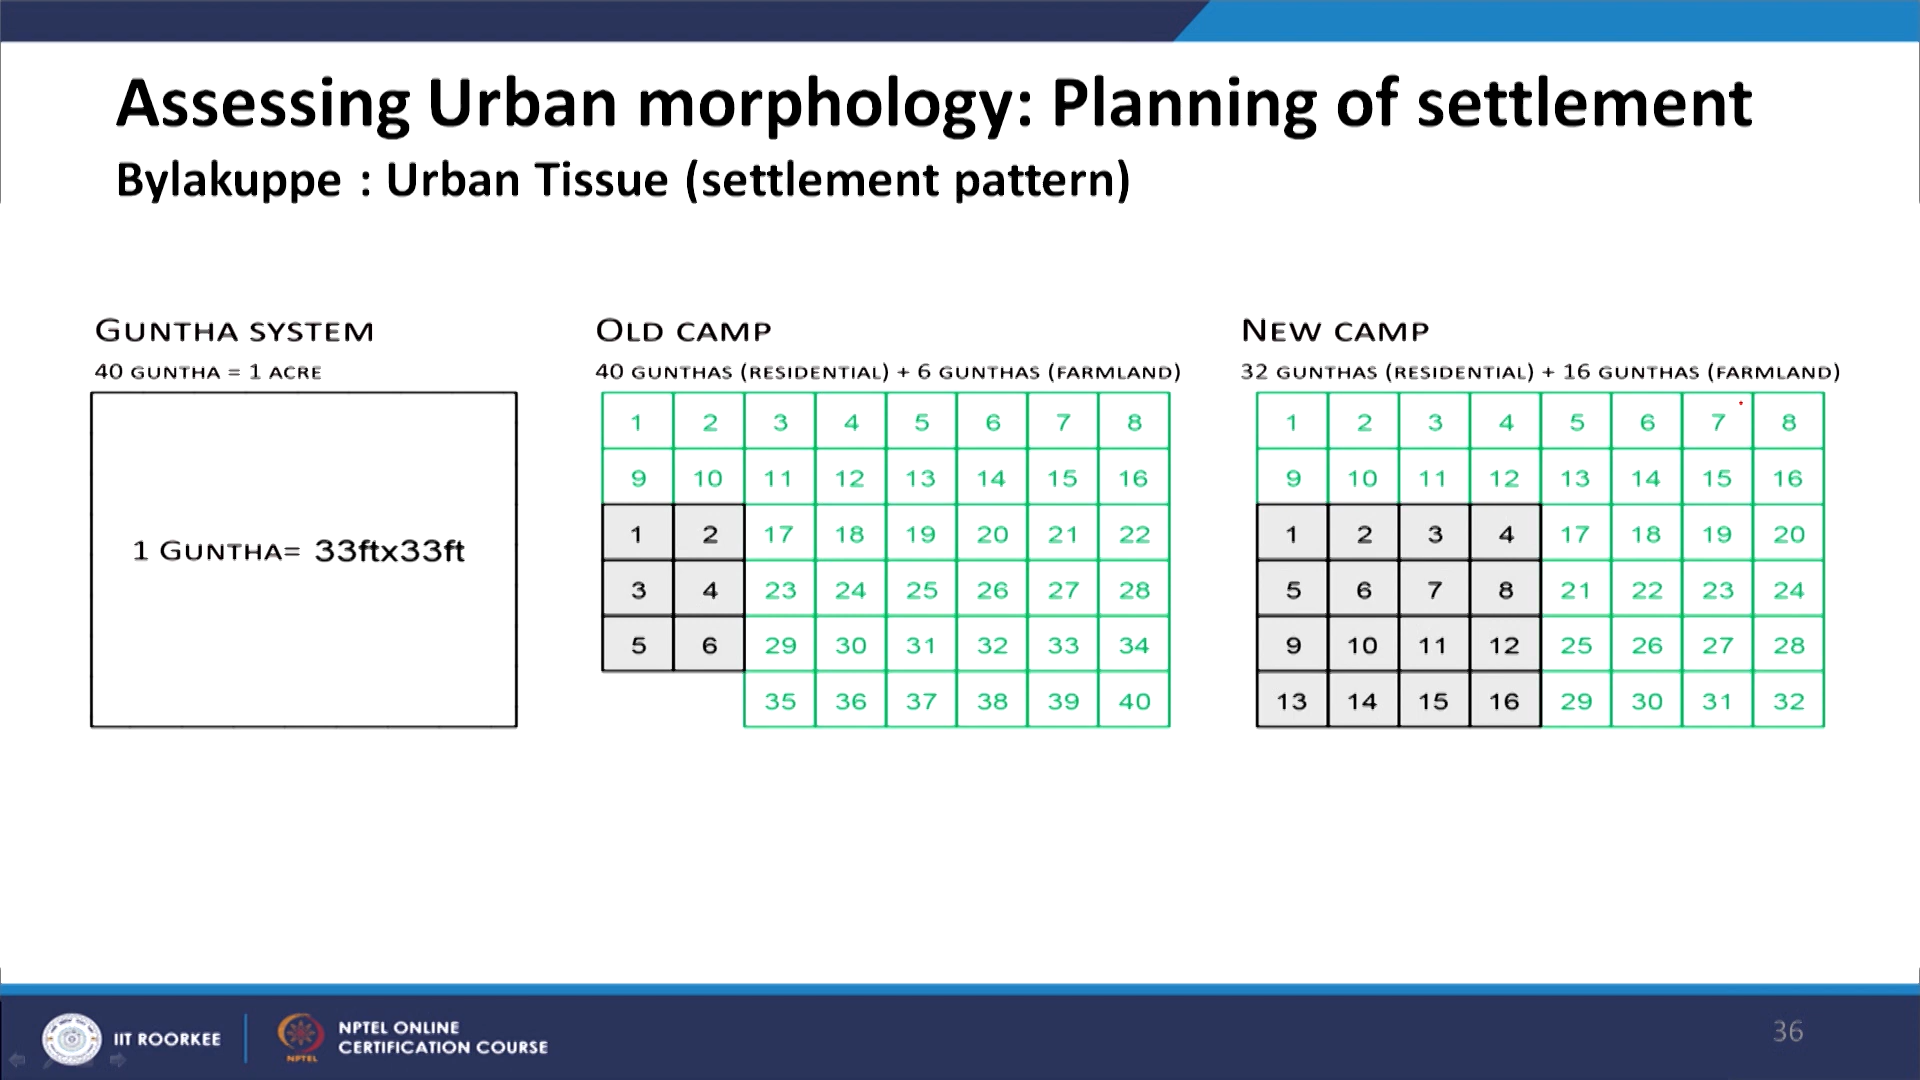 Assessing Urban morphology: Planning of settlement
Bylakuppe : Urban Tissue (settlement pattern)
GUNTHA SYSTEM
40 GUNTHA = 1 ACRE
1 GUNTHA= 33ftx33ft
OLD CAMP
40 GUNTHAS (RESIDENTIAL) + 6 GUNTHAS (FARMLAND)
1 2 3 4 5 6 7 8
9 10 11 12 13 14 15 16
1 2 17 18 19 20 21 22
3 4 23 24 25 26 27 28
5 6 29 30 31 32 33 34
35 36 37 38 39 40
NEW CAMP
32 GUNTHAS (RESIDENTIAL) + 16 GUNTHAS (FARMLAND)
1 2 3 4 5 6 7 8
9 10 11 12 13 14 15 16
1 2 3 4 17 18 19 20
5 6 7 8 21 22 23 24
9 10 11 12 25 26 27 28
13 14 15 16 29 30 31 32
IIT ROORKEE
NPTEL
NPTEL ONLINE
CERTIFICATION COURSE
36